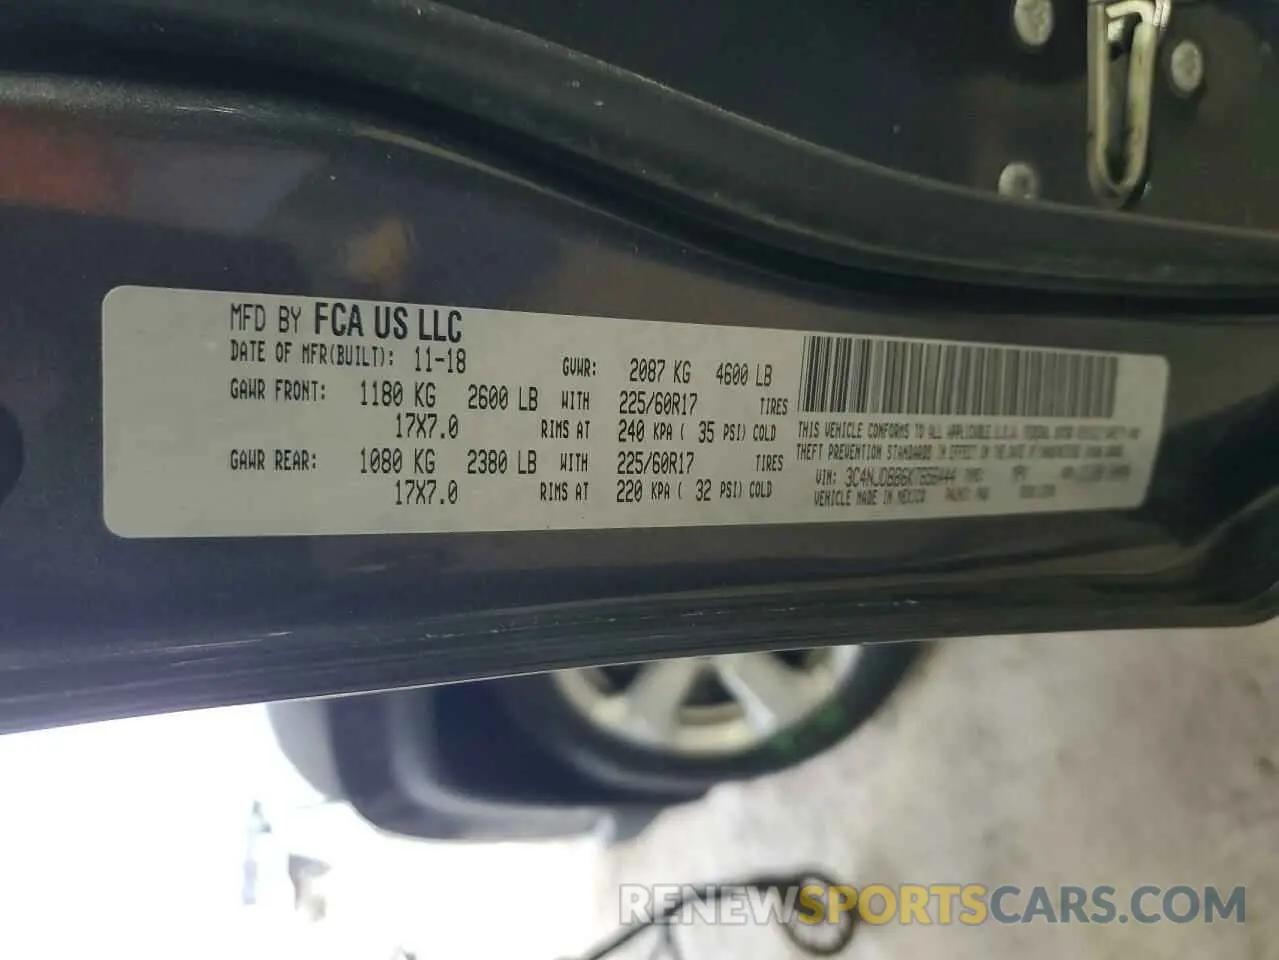 MFD BY FCA US LLC
DATE OF MFR(BUILT): 11-18 GVWR: 2087 KG 4600 LB
GAWR FRONT: 1180 KG 2600 LB WITH 225/60R17 TIRES
17X7.0 RIMS AT 240 KPA ( 35 PSI) COLD
GAWR REAR: 1080 KG 2380 LB WITH 225/60R17 TIRES
17X7.0 RIMS AT 220 KPA ( 32 PSI) COLD
THIS VEHICLE CONFORMS TO ALL APPLICABLE U.S.A. FEDERAL MOTOR
THEFT PREVENTION STANDARDS IN EFFECT ON THE DATE OF
VIN:
VEHICLE MADE IN MEXICO
RENEWSPORTSCARS.COM